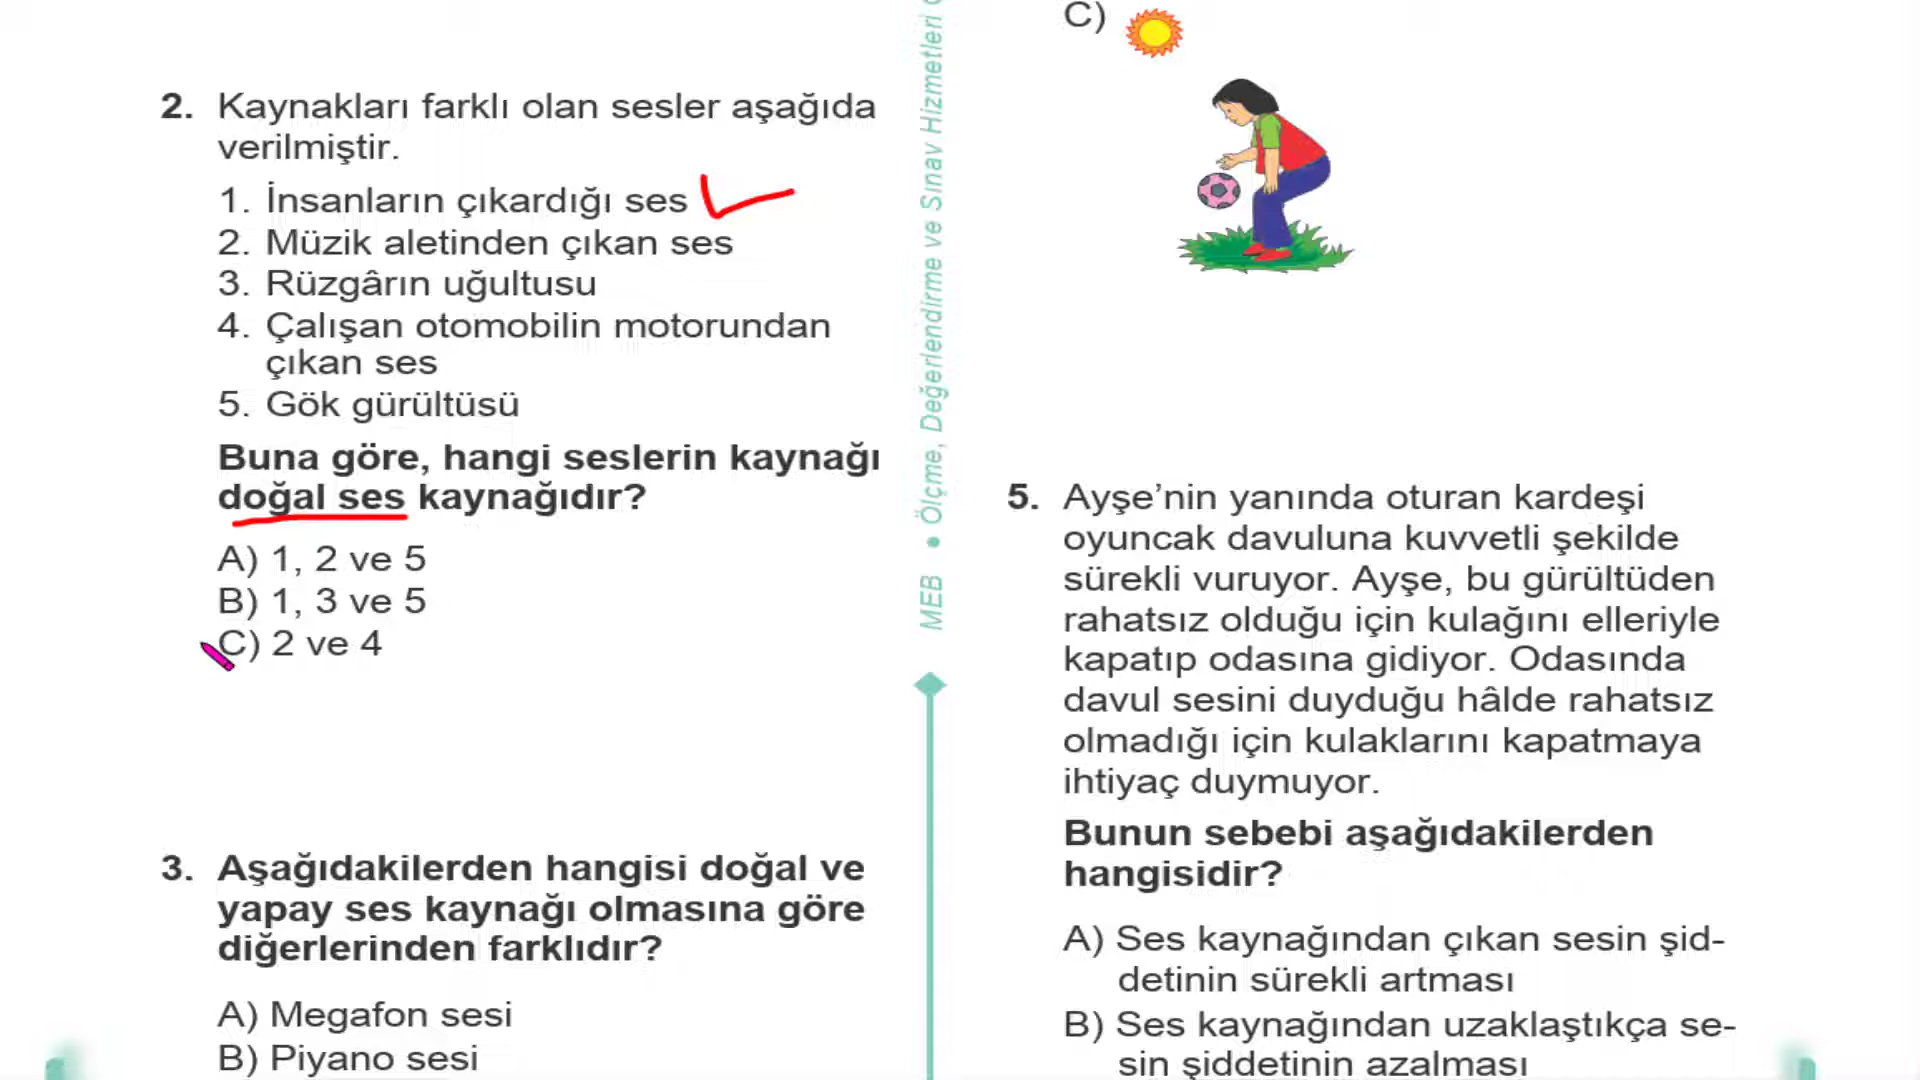 2. Kaynakları farklı olan sesler aşağıda
verilmiştir.
1. İnsanların çıkardığı ses
2. Müzik aletinden çıkan ses
3. Rüzgârın uğultusu
4. Çalışan otomobilin motorundan
çıkan ses
5. Gök gürültüsü
Buna göre, hangi seslerin kaynağı
doğal ses kaynağıdır?
A) 1, 2 ve 5
B) 1, 3 ve 5
C) 2 ve 4
3. Aşağıdakilerden hangisi doğal ve
yapay ses kaynağı olmasına göre
diğerlerinden farklıdır?
A) Megafon sesi
B) Piyano sesi
MEB • Ölçme, Değerlendirme ve Sınav Hizmetleri
C)
5. Ayşe’nin yanında oturan kardeşi
oyuncak davuluna kuvvetli şekilde
sürekli vuruyor. Ayşe, bu gürültüden
rahatsız olduğu için kulağını elleriyle
kapatıp odasına gidiyor. Odasında
davul sesini duyduğu hâlde rahatsız
olmadığı için kulaklarını kapatmaya
ihtiyaç duymuyor.
Bunun sebebi aşağıdakilerden
hangisidir?
A) Ses kaynağından çıkan sesin şid-
detinin sürekli artması
B) Ses kaynağından uzaklaştıkça se-
sin şiddetinin azalması